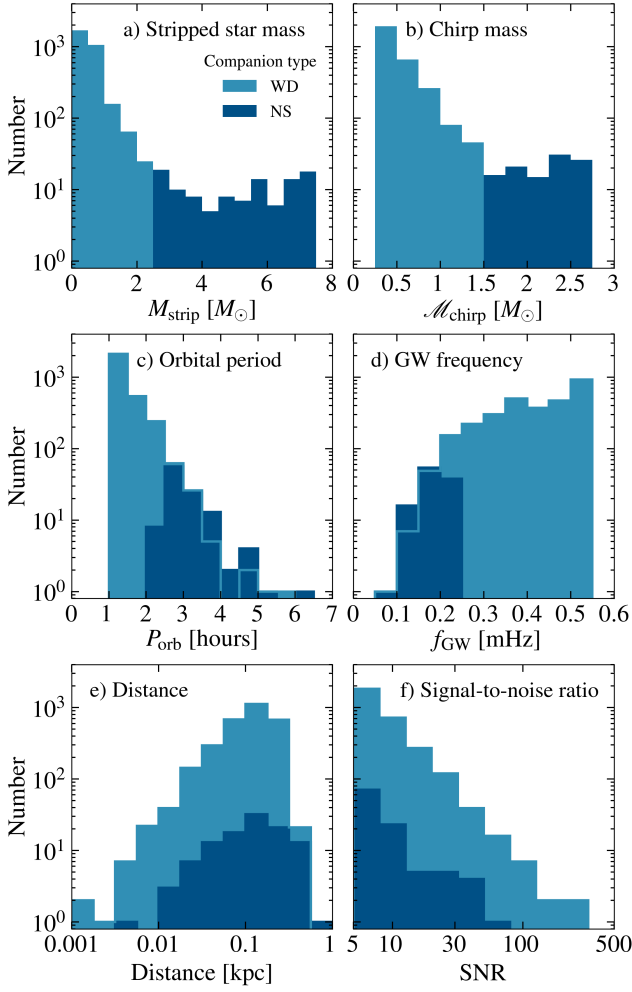 a) Stripped star mass
Companion type
WD
NS
10³
10²
10¹
10⁰
Number
0 2 4 6 8
M_strip [M_⊙]
b) Chirp mass
0 0.5 1 1.5 2 2.5 3
ℳ_chirp [M_⊙]
c) Orbital period
10³
10²
10¹
10⁰
Number
0 1 2 3 4 5 6 7
P_orb [hours]
d) GW frequency
0 0.1 0.2 0.3 0.4 0.5 0.6
f_GW [mHz]
e) Distance
10³
10²
10¹
10⁰
Number
0.001 0.01 0.1 1
Distance [kpc]
f) Signal-to-noise ratio
5 10 30 100 500
SNR